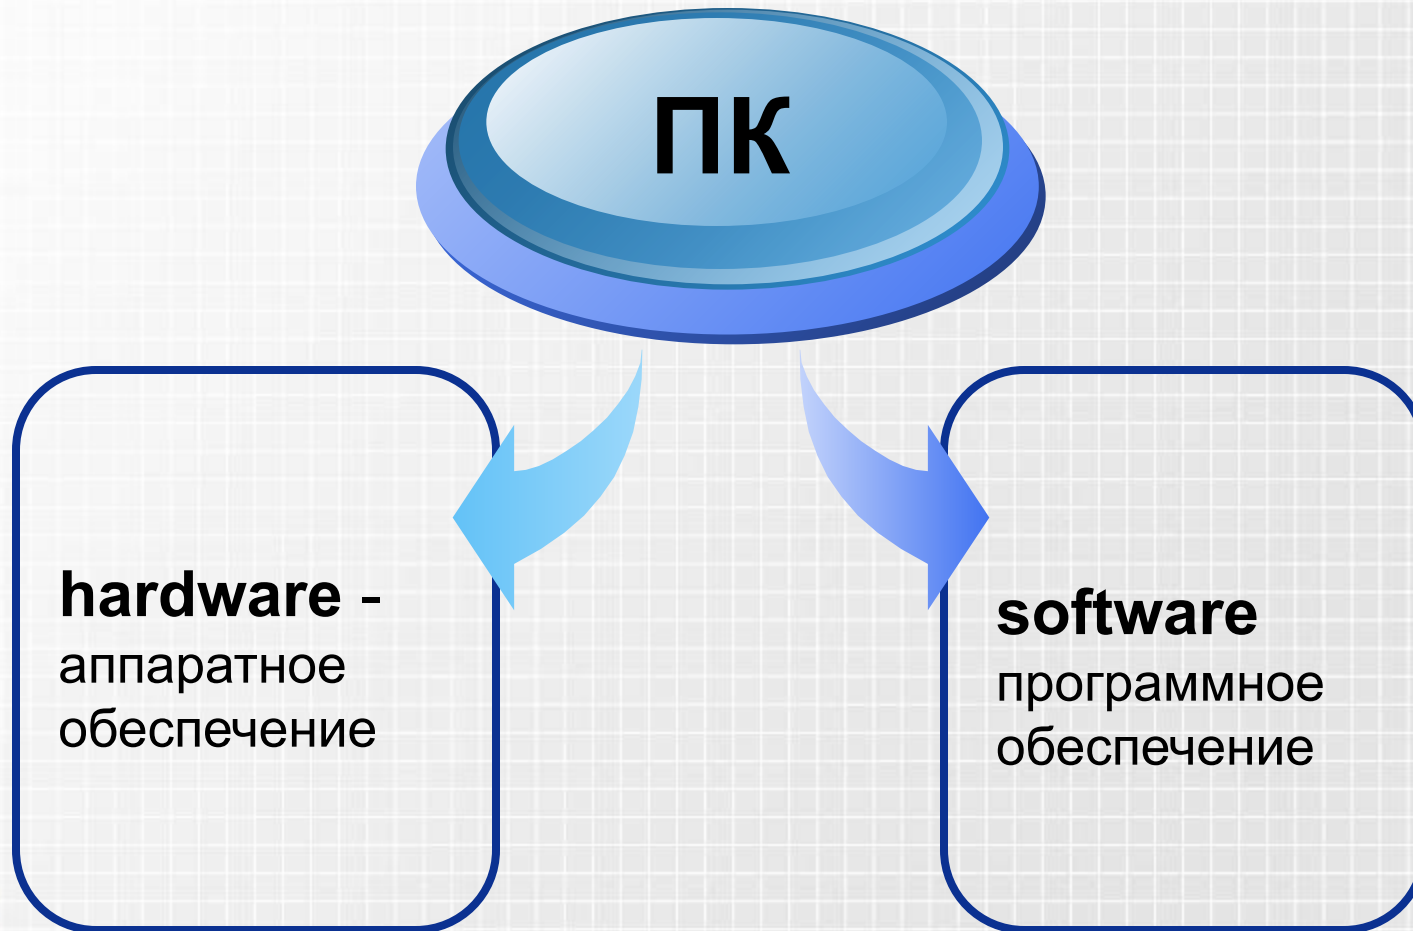 ПК
hardware -
аппаратное
обеспечение
software
программное
обеспечение